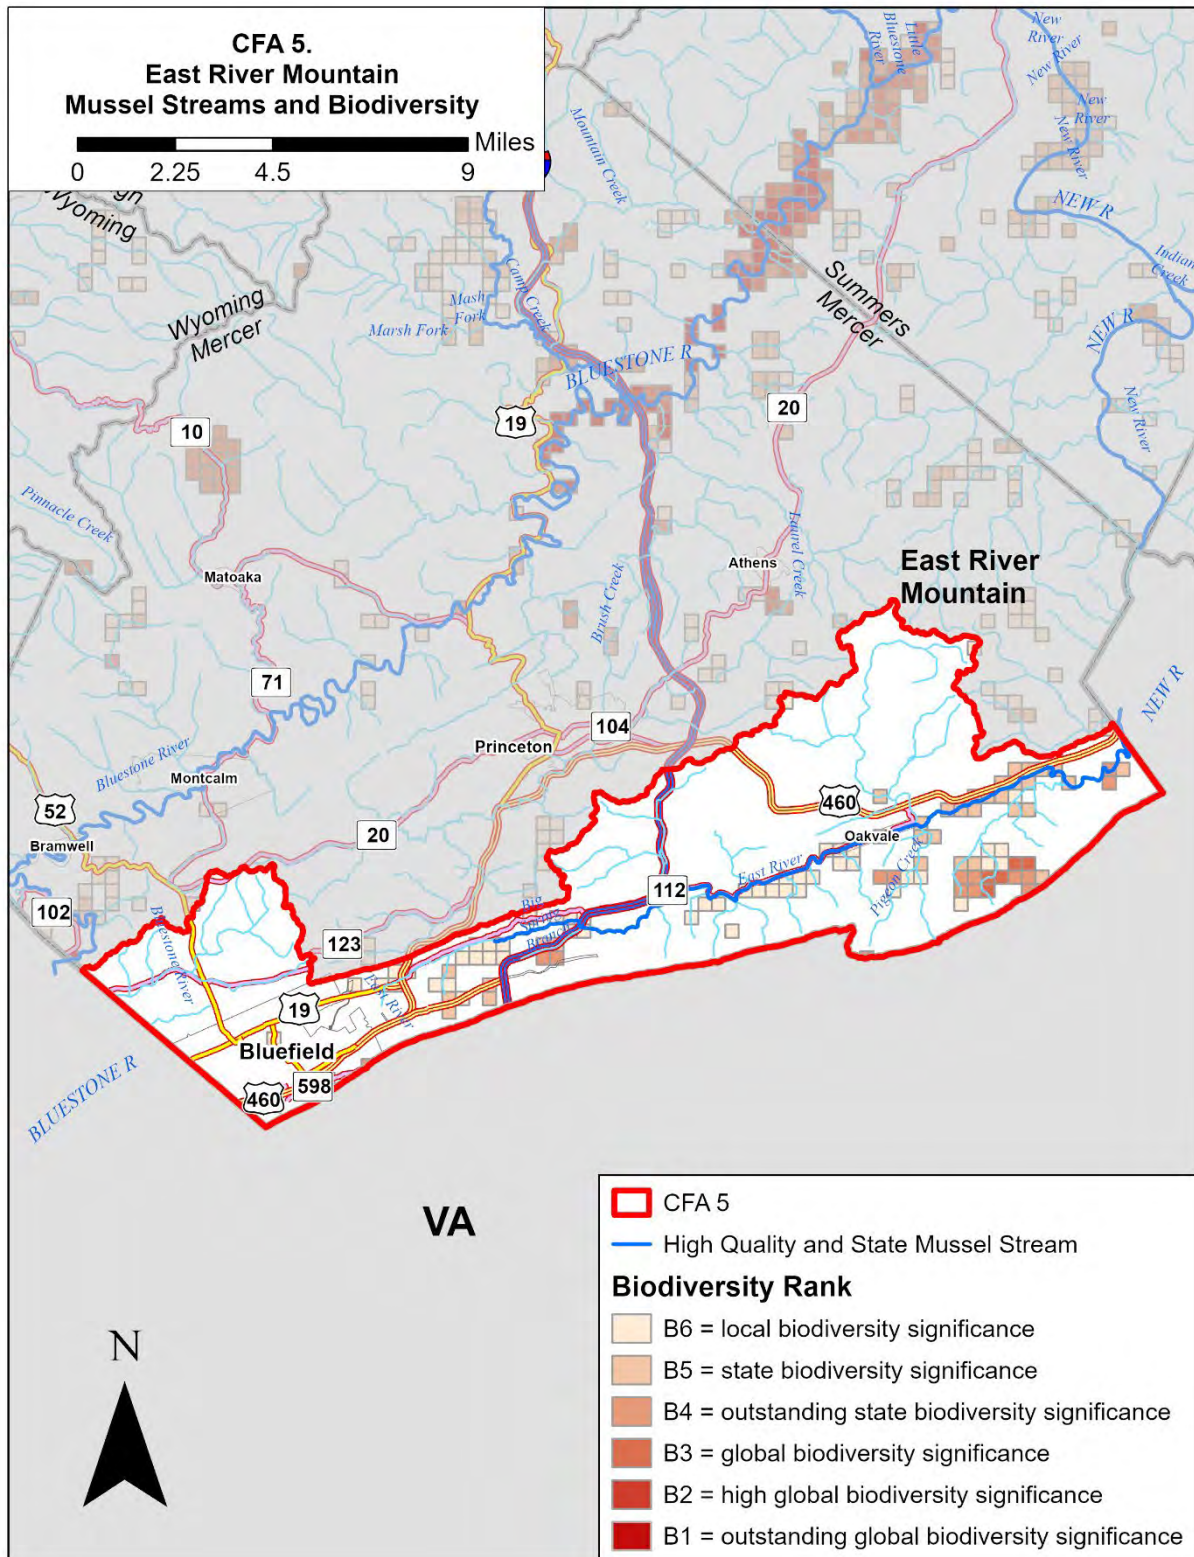 CFA 5.
East River Mountain
Mussel Streams and Biodiversity
Miles
0 2.25 4.5 9
Wyoming
Little
Bluestone
River
New
River
New River
New
River
New
River
Mountain Creek
NEW R
Indian
Creek
Wyoming
Mercer
Camp Creek
Mash
Fork
Marsh Fork
Summers
Mercer
NEW R
BLUESTONE R
19
20
10
New River
Pinnacle Creek
Matoaka
Athens
Laurel Creek
Brush Creek
East River
Mountain
71
NEW R
104
Princeton
Bluestone River
Montcalm
52
460
20
Bramwell
Oakvale
East River
Pigeon Creek
112
102
Big
Spring
Branch
Bluestone River
123
East River
19
Bluefield
598
460
BLUESTONE R
VA
N
CFA 5
High Quality and State Mussel Stream
Biodiversity Rank
B6 = local biodiversity significance
B5 = state biodiversity significance
B4 = outstanding state biodiversity significance
B3 = global biodiversity significance
B2 = high global biodiversity significance
B1 = outstanding global biodiversity significance